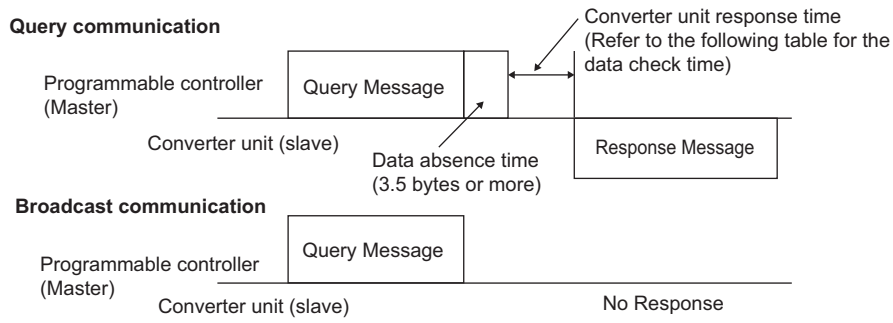 Query communication
Converter unit response time
(Refer to the following table for the
data check time)
Programmable controller
(Master)
Query Message
Converter unit (slave)
Data absence time
(3.5 bytes or more)
Response Message
Broadcast communication
Programmable controller
(Master)
Query Message
Converter unit (slave)
No Response